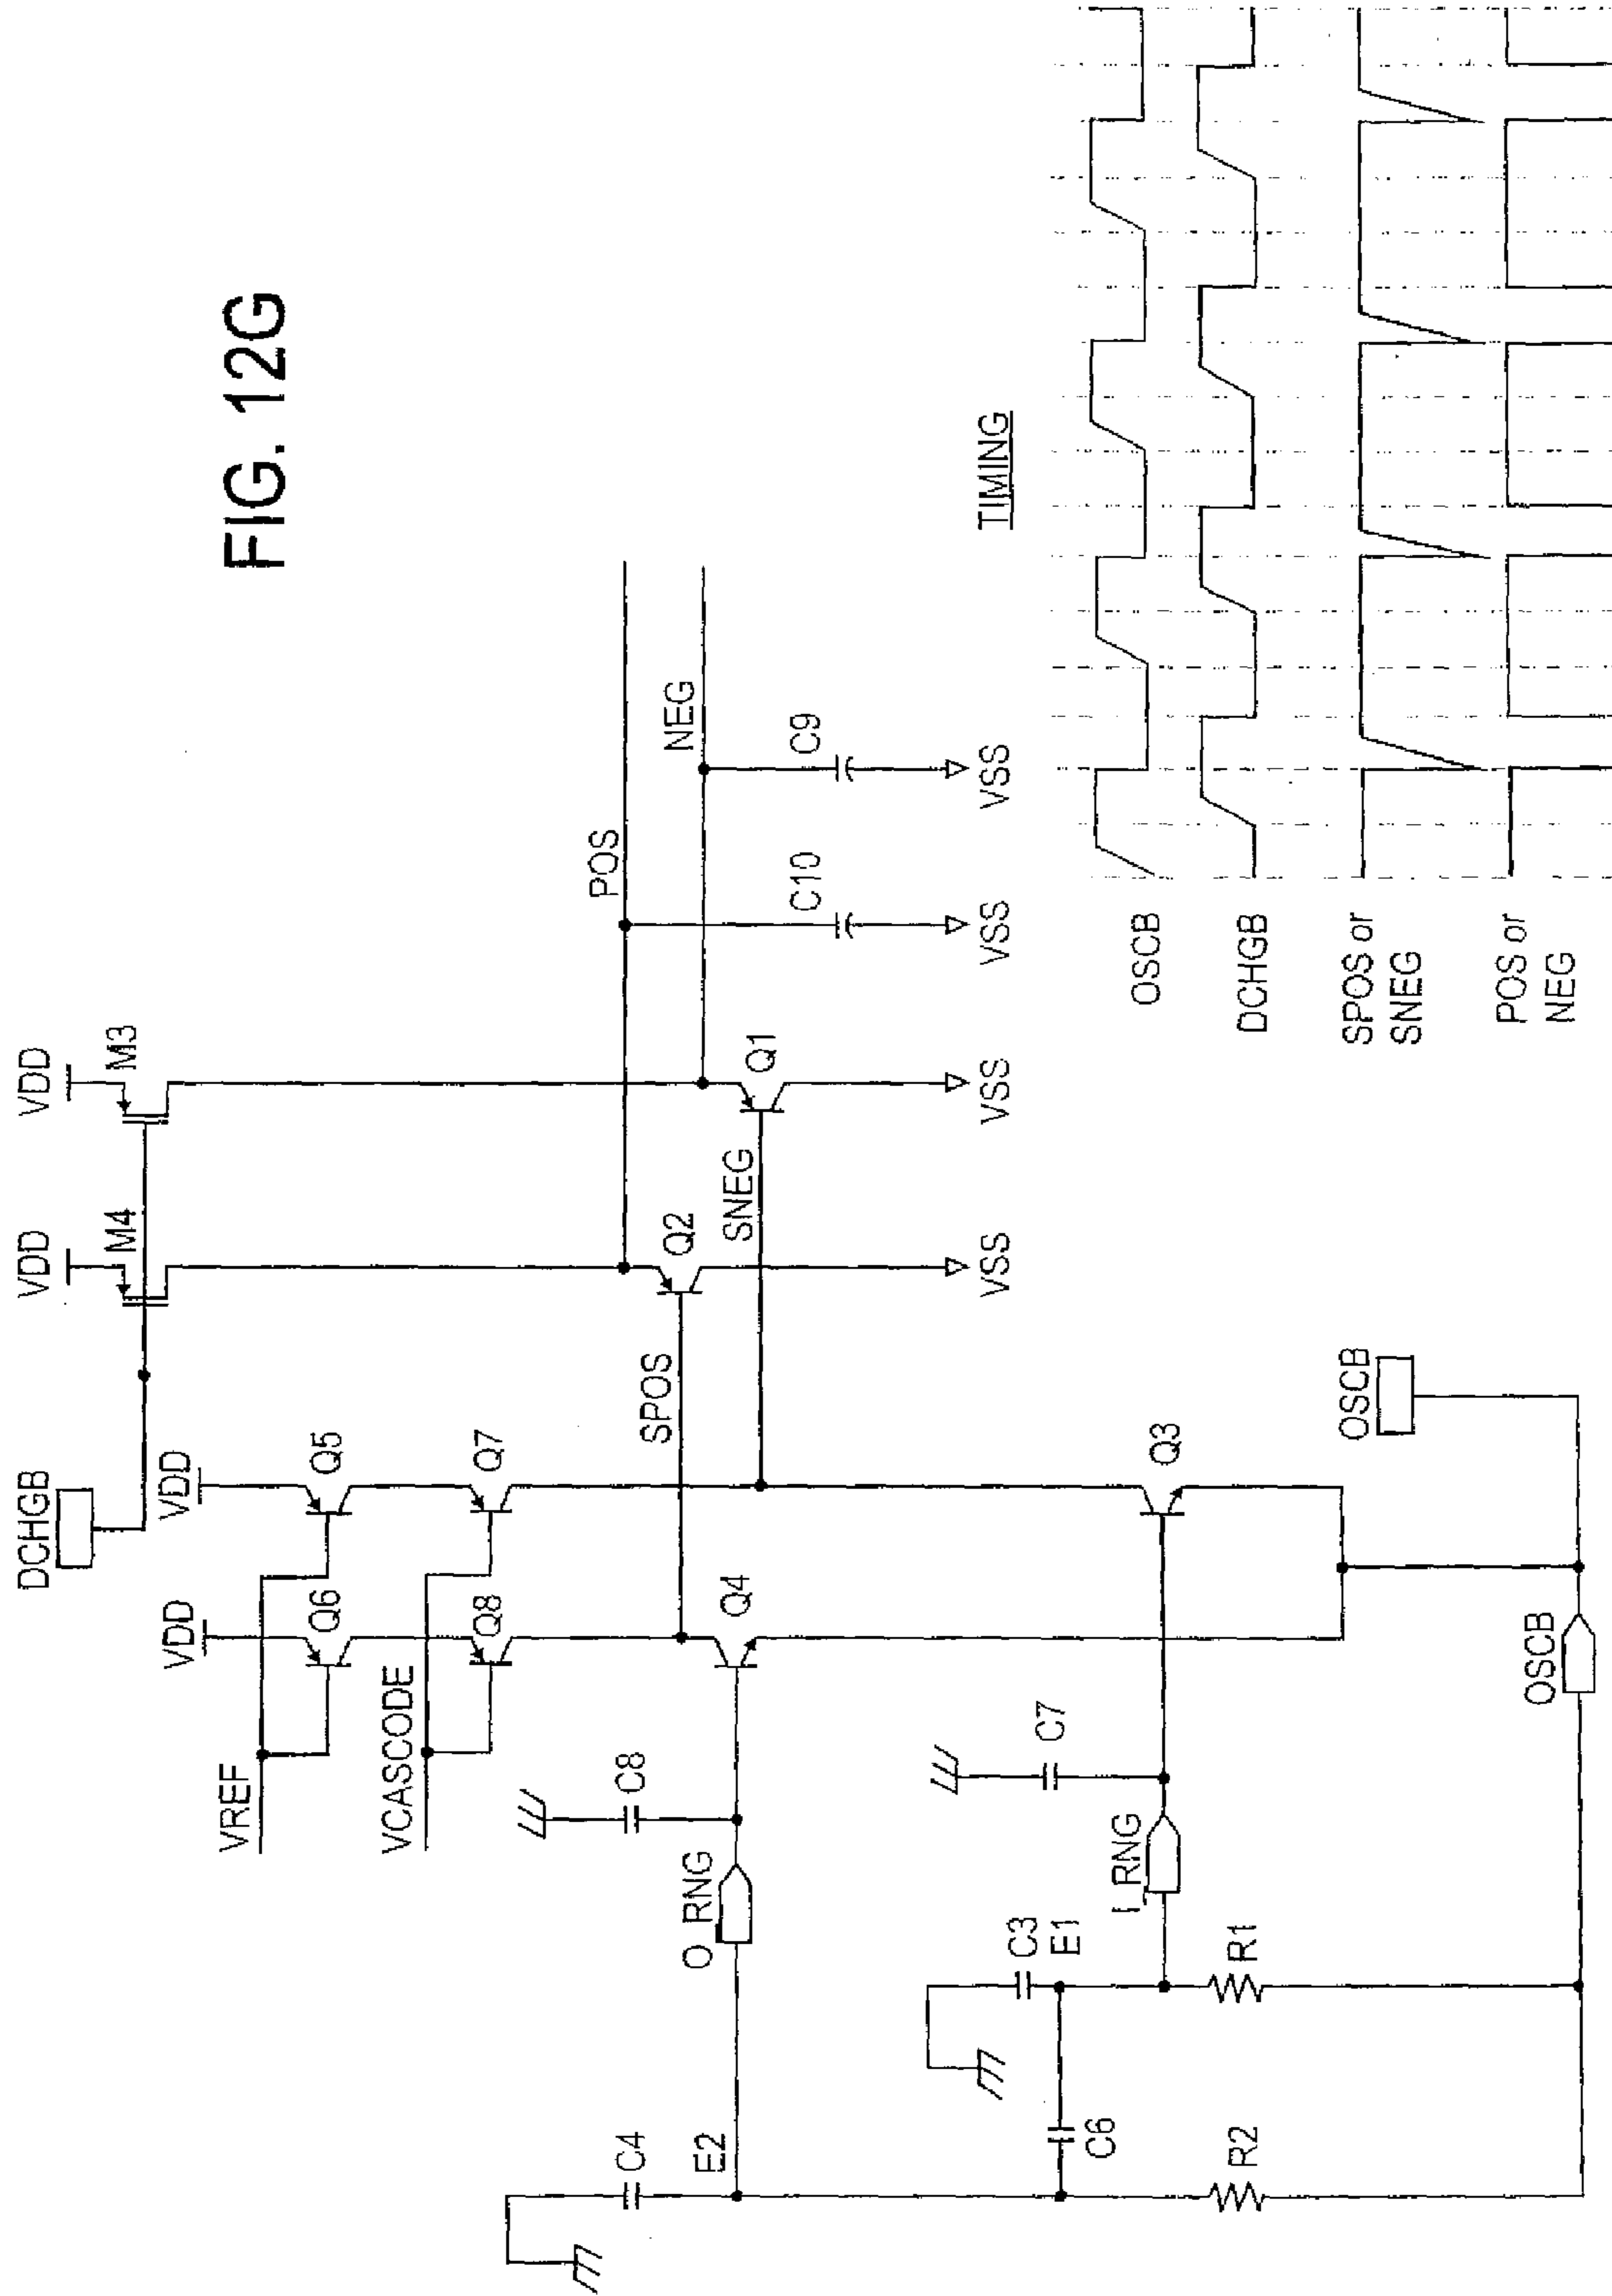 FIG. 12G
DCHGB
VDD
M4
VDD
M3
VDD
Q6
VDD
Q5
VREF
VCASCODE
Q8
Q7
SPOS
SNEG
Q2
Q1
POS
NEG
C10
C9
VSS
VSS
VSS
VSS
C4
E2
O_RNG
C8
Q4
C3
E1
C6
I_RNG
C7
Q3
R2
R1
OSCB
OSCB
TIMING
OSCB
DCHGB
SPOS or
SNEG
POS or
NEG